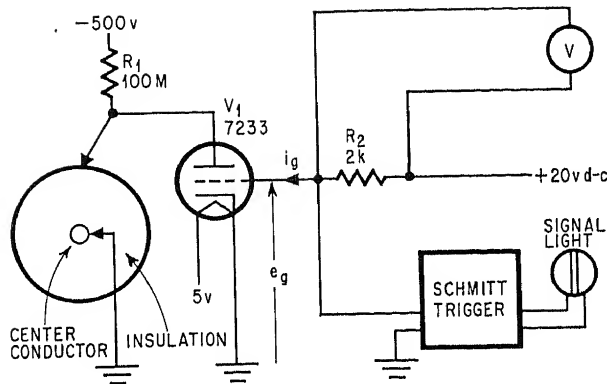 −500v
R1
100M
V1
7233
ig
R2
2k
V
+20vd-c
eg
5v
CENTER
CONDUCTOR
INSULATION
SCHMITT
TRIGGER
SIGNAL
LIGHT